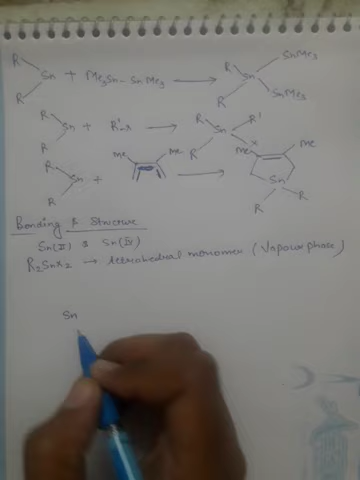 R Sn R + Me3Sn-SnMe3 → R R Sn SnMe3 SnMe3
R Sn R + R'-x → R R Sn R' x
R Sn R + Me Me → Me Me Sn R R
Bonding & Structure
Sn(II) & Sn(IV)
R2Snx2 → tetrahedral monomer (Vapour phase)
Sn